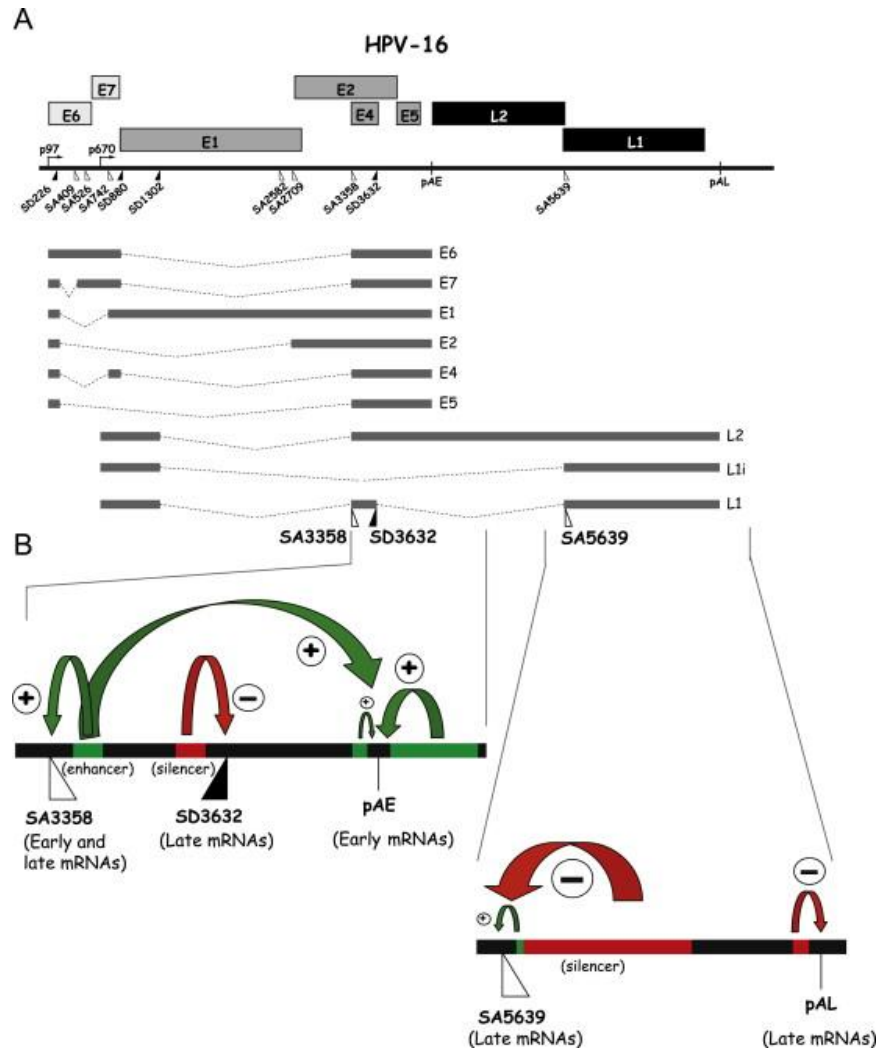 A
HPV-16
E7
E2
E6
E4
E5
L2
E1
L1
p97
p670
SD226
SA409
SA526
SA742
SD880
SD1302
SA2582
SA2709
SA3358
SD3632
pAE
SA5639
pAL
E6
E7
E1
E2
E4
E5
L2
L1i
L1
SA3358
SD3632
SA5639
B
+
+
+
+
−
(enhancer)
(silencer)
SA3358
(Early and
late mRNAs)
SD3632
(Late mRNAs)
pAE
(Early mRNAs)
−
−
+
(silencer)
SA5639
(Late mRNAs)
pAL
(Late mRNAs)